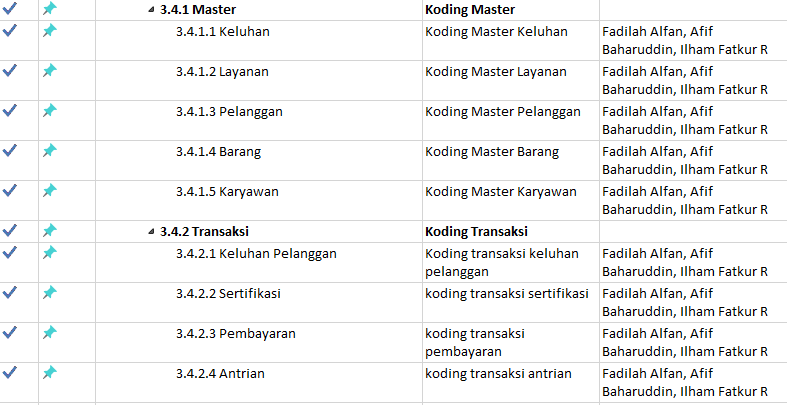 3.4.1 Master Koding Master
3.4.1.1 Keluhan Koding Master Keluhan Fadilah Alfan, Afif
Baharuddin, Ilham Fatkur R
3.4.1.2 Layanan Koding Master Layanan Fadilah Alfan, Afif
Baharuddin, Ilham Fatkur R
3.4.1.3 Pelanggan Koding Master Pelanggan Fadilah Alfan, Afif
Baharuddin, Ilham Fatkur R
3.4.1.4 Barang Koding Master Barang Fadilah Alfan, Afif
Baharuddin, Ilham Fatkur R
3.4.1.5 Karyawan Koding Master Karyawan Fadilah Alfan, Afif
Baharuddin, Ilham Fatkur R
3.4.2 Transaksi Koding Transaksi
3.4.2.1 Keluhan Pelanggan Koding transaksi keluhan Fadilah Alfan, Afif
pelanggan Baharuddin, Ilham Fatkur R
3.4.2.2 Sertifikasi koding transaksi sertifikasi Fadilah Alfan, Afif
Baharuddin, Ilham Fatkur R
3.4.2.3 Pembayaran koding transaksi Fadilah Alfan, Afif
pembayaran Baharuddin, Ilham Fatkur R
3.4.2.4 Antrian koding transaksi antrian Fadilah Alfan, Afif
Baharuddin, Ilham Fatkur R